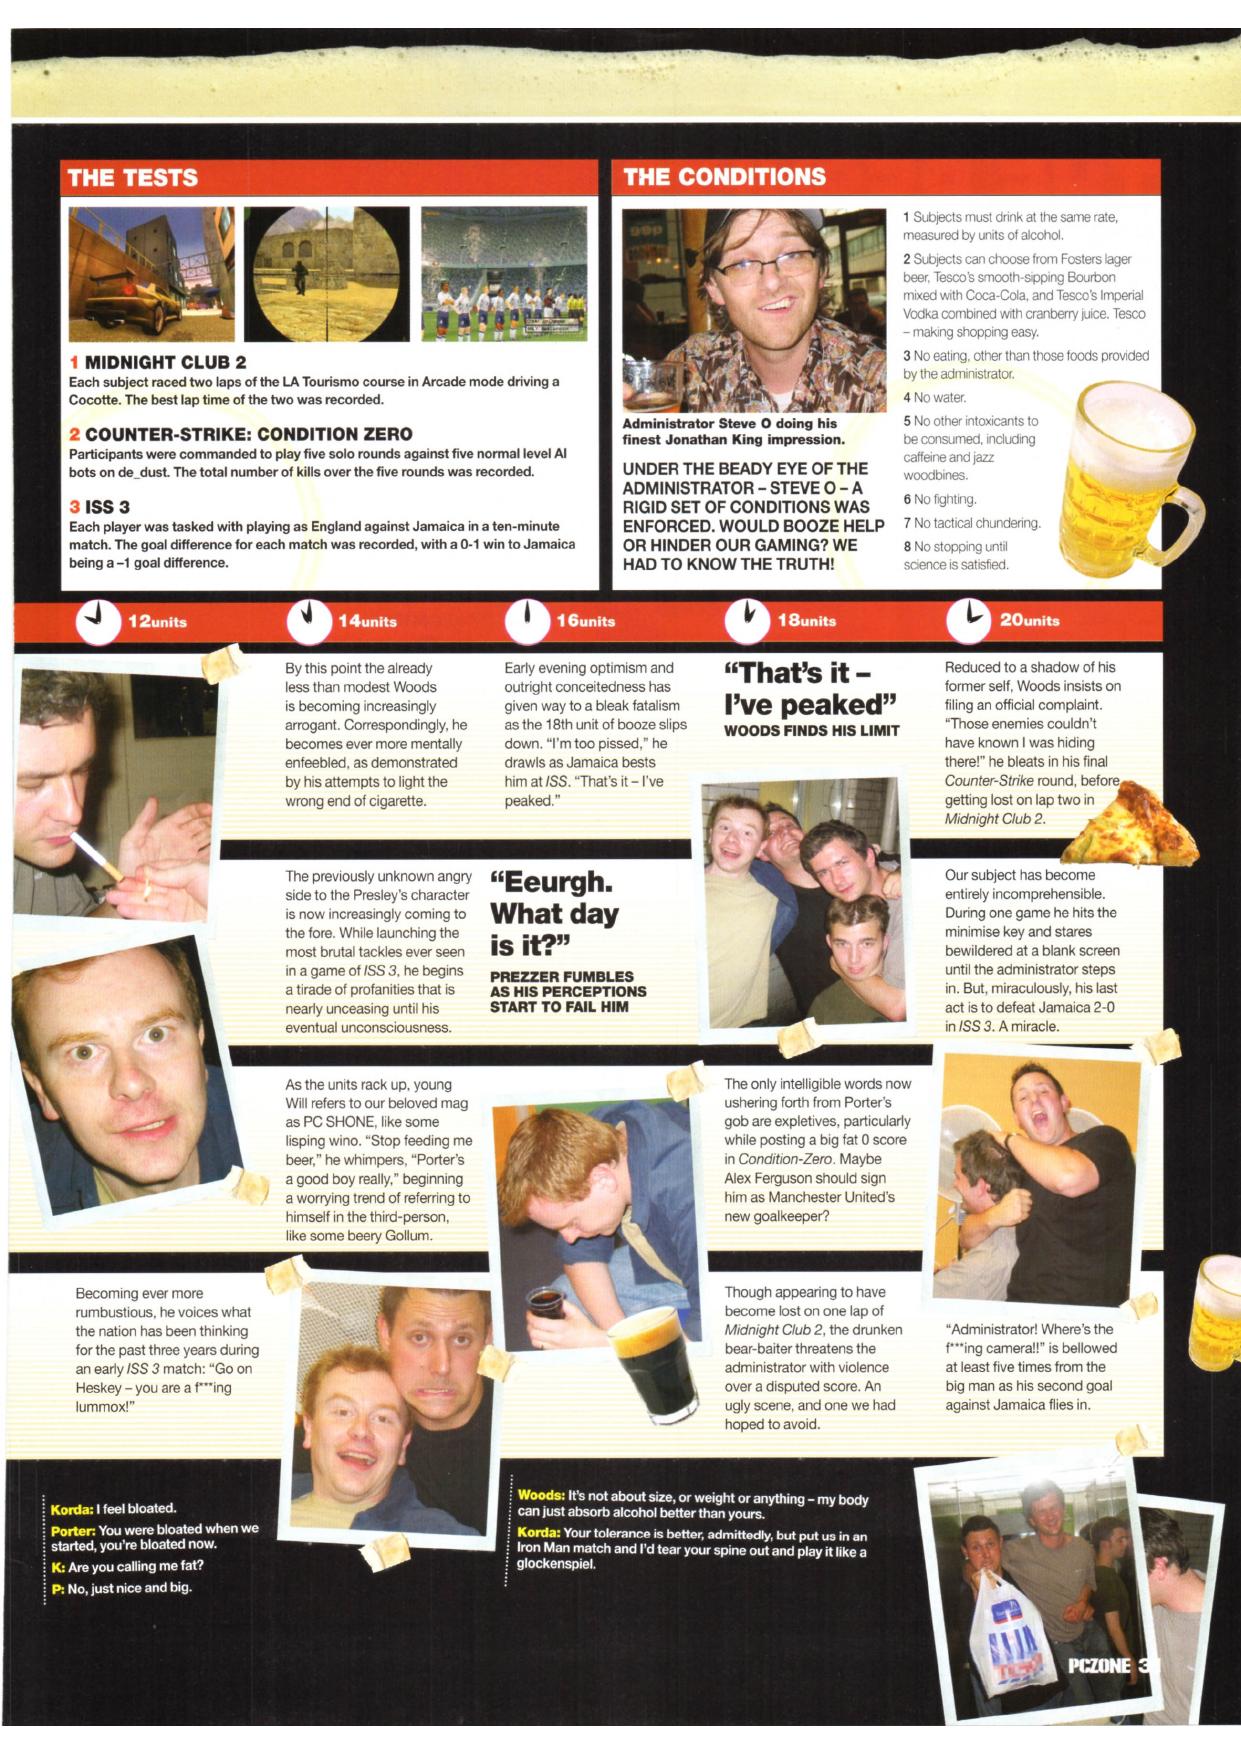 THE TESTS
1 MIDNIGHT CLUB 2
Each subject raced two laps of the LA Tourismo course in Arcade mode driving a
Cocotte. The best lap time of the two was recorded.
2 COUNTER-STRIKE: CONDITION ZERO
Participants were commanded to play five solo rounds against five normal level AI
bots on de_dust. The total number of kills over the five rounds was recorded.
3 ISS 3
Each player was tasked with playing as England against Jamaica in a ten-minute
match. The goal difference for each match was recorded, with a 0-1 win to Jamaica
being a –1 goal difference.
THE CONDITIONS
Administrator Steve O doing his
finest Jonathan King impression.
UNDER THE BEADY EYE OF THE
ADMINISTRATOR – STEVE O – A
RIGID SET OF CONDITIONS WAS
ENFORCED. WOULD BOOZE HELP
OR HINDER OUR GAMING? WE
HAD TO KNOW THE TRUTH!
1 Subjects must drink at the same rate,
measured by units of alcohol.
2 Subjects can choose from Fosters lager
beer, Tesco's smooth-sipping Bourbon
mixed with Coca-Cola, and Tesco's Imperial
Vodka combined with cranberry juice. Tesco
– making shopping easy.
3 No eating, other than those foods provided
by the administrator.
4 No water.
5 No other intoxicants to
be consumed, including
caffeine and jazz
woodbines.
6 No fighting.
7 No tactical chundering.
8 No stopping until
science is satisfied.
12units
14units
16units
18units
20units
By this point the already
less than modest Woods
is becoming increasingly
arrogant. Correspondingly, he
becomes ever more mentally
enfeebled, as demonstrated
by his attempts to light the
wrong end of cigarette.
Early evening optimism and
outright conceitedness has
given way to a bleak fatalism
as the 18th unit of booze slips
down. "I'm too pissed," he
drawls as Jamaica bests
him at ISS. "That's it – I've
peaked."
"That's it –
I've peaked"
WOODS FINDS HIS LIMIT
Reduced to a shadow of his
former self, Woods insists on
filing an official complaint.
"Those enemies couldn't
have known I was hiding
there!" he bleats in his final
Counter-Strike round, before
getting lost on lap two in
Midnight Club 2.
The previously unknown angry
side to the Presley's character
is now increasingly coming to
the fore. While launching the
most brutal tackles ever seen
in a game of ISS 3, he begins
a tirade of profanities that is
nearly unceasing until his
eventual unconsciousness.
"Eeurgh.
What day
is it?"
PREZZER FUMBLES
AS HIS PERCEPTIONS
START TO FAIL HIM
Our subject has become
entirely incomprehensible.
During one game he hits the
minimise key and stares
bewildered at a blank screen
until the administrator steps
in. But, miraculously, his last
act is to defeat Jamaica 2-0
in ISS 3. A miracle.
As the units rack up, young
Will refers to our beloved mag
as PC SHONE, like some
lisping wino. "Stop feeding me
beer," he whimpers, "Porter's
a good boy really," beginning
a worrying trend of referring to
himself in the third-person,
like some beery Gollum.
The only intelligible words now
ushering forth from Porter's
gob are expletives, particularly
while posting a big fat 0 score
in Condition-Zero. Maybe
Alex Ferguson should sign
him as Manchester United's
new goalkeeper?
Becoming ever more
rumbustious, he voices what
the nation has been thinking
for the past three years during
an early ISS 3 match: "Go on
Heskey – you are a f***ing
lummox!"
Though appearing to have
become lost on one lap of
Midnight Club 2, the drunken
bear-baiter threatens the
administrator with violence
over a disputed score. An
ugly scene, and one we had
hoped to avoid.
"Administrator! Where's the
f***ing camera!!" is bellowed
at least five times from the
big man as his second goal
against Jamaica flies in.
Korda: I feel bloated.
Porter: You were bloated when we
started, you're bloated now.
K: Are you calling me fat?
P: No, just nice and big.
Woods: It's not about size, or weight or anything – my body
can just absorb alcohol better than yours.
Korda: Your tolerance is better, admittedly, but put us in an
Iron Man match and I'd tear your spine out and play it like a
glockenspiel.
PCZONE